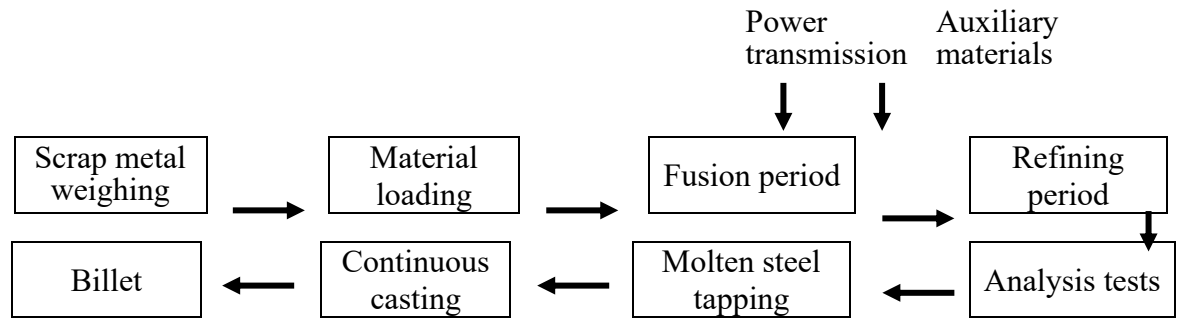 Power
transmission
Auxiliary
materials
Scrap metal
weighing
Material
loading
Fusion period
Refining
period
Billet
Continuous
casting
Molten steel
tapping
Analysis tests